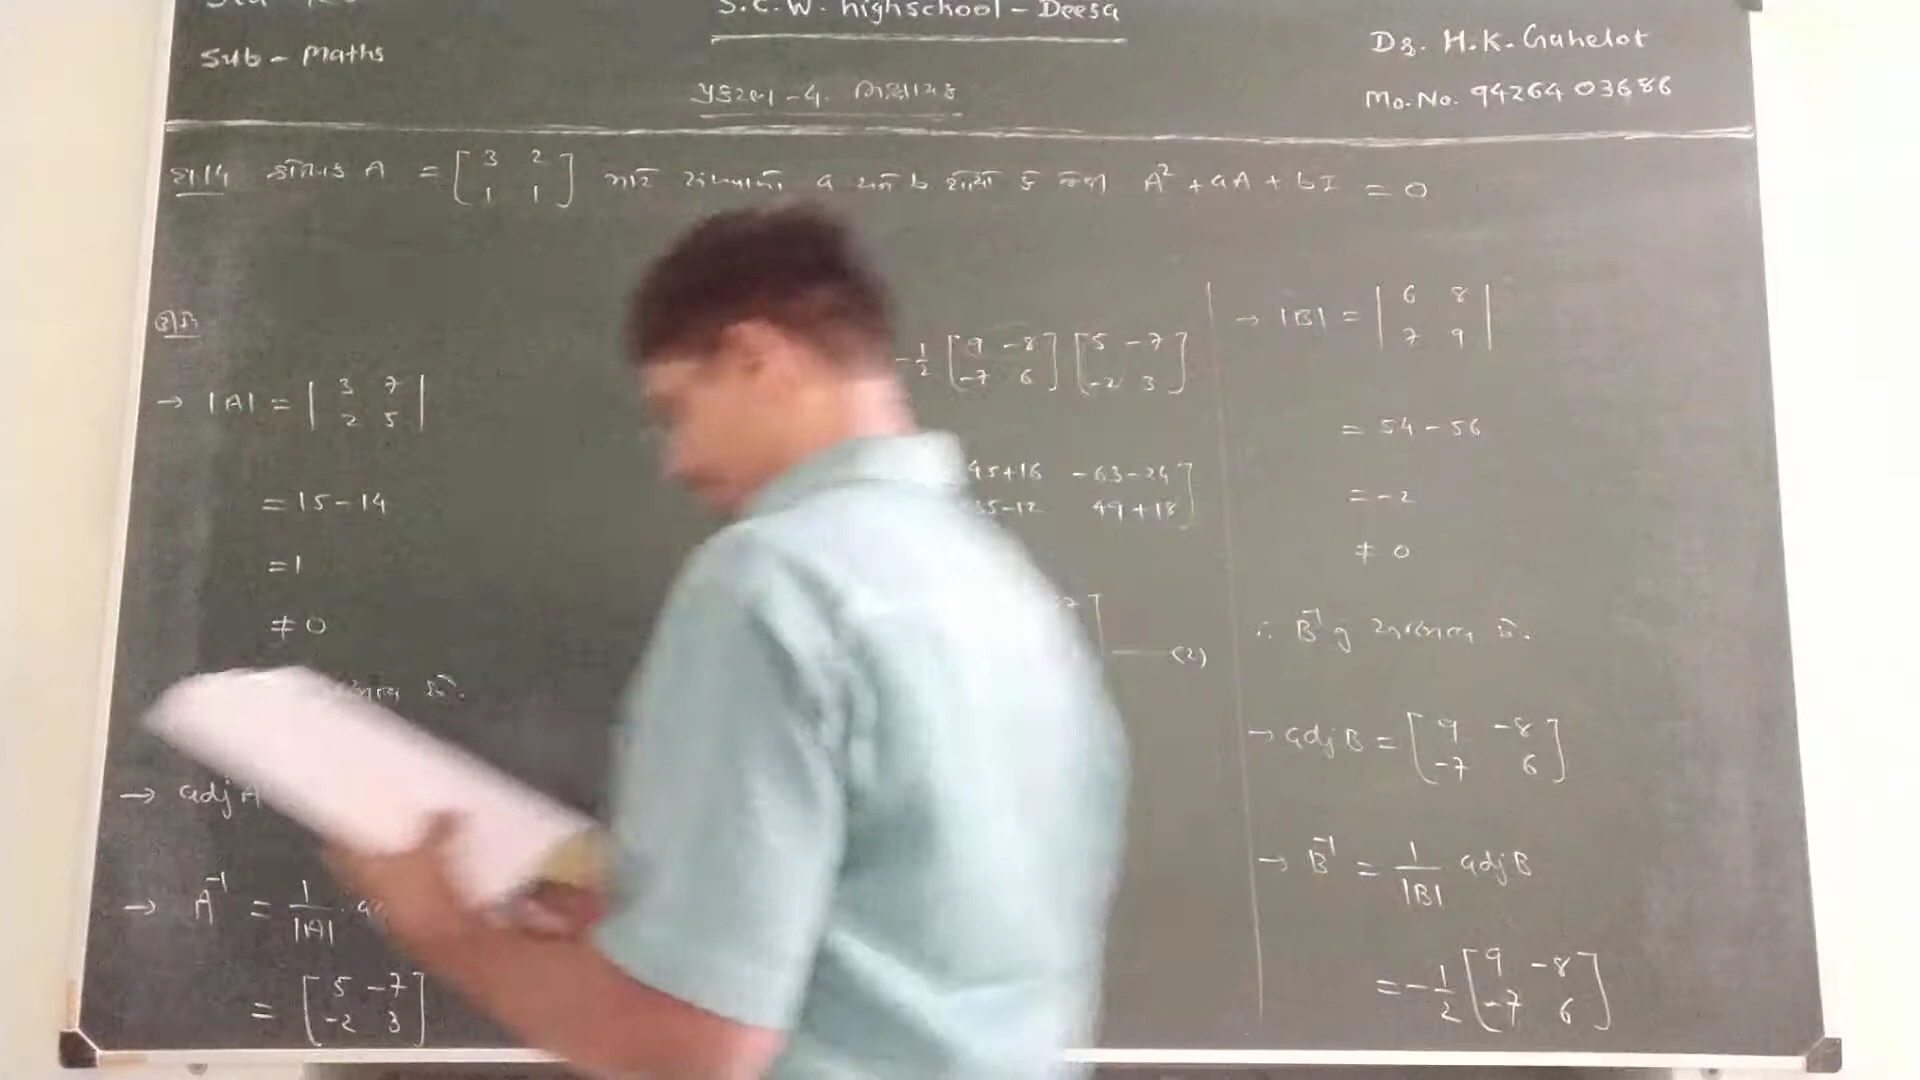 S.C.W. highschool - Deesa
Sub - Maths
Dr. H.K. Gahelot
પ્રકરણ - 4. નિશ્ચાયક
Mo. No. 94264 03686
શ્રેણિક A = [3 2; 1 1] માટે સંખ્યાઓ a અને b શોધો કે જેથી A² + aA + bI = 0
→ |A| = |3 7; 2 5|
= 15 - 14
= 1
≠ 0
→ adj A
→ A⁻¹ = 1/|A| ·
= [5 -7; -2 3]
-1/2 [9 -8; -7 6] [5 -7; -2 3]
45+16 -63-24
35-12 49+18]
—— (2)
→ |B| = |6 8; 7 9|
= 54 - 56
= -2
≠ 0
∴ B⁻¹ નું અસ્તિત્વ છે.
→ adj B = [9 -8; -7 6]
→ B⁻¹ = 1/|B| adj B
= -1/2 [9 -8; -7 6]